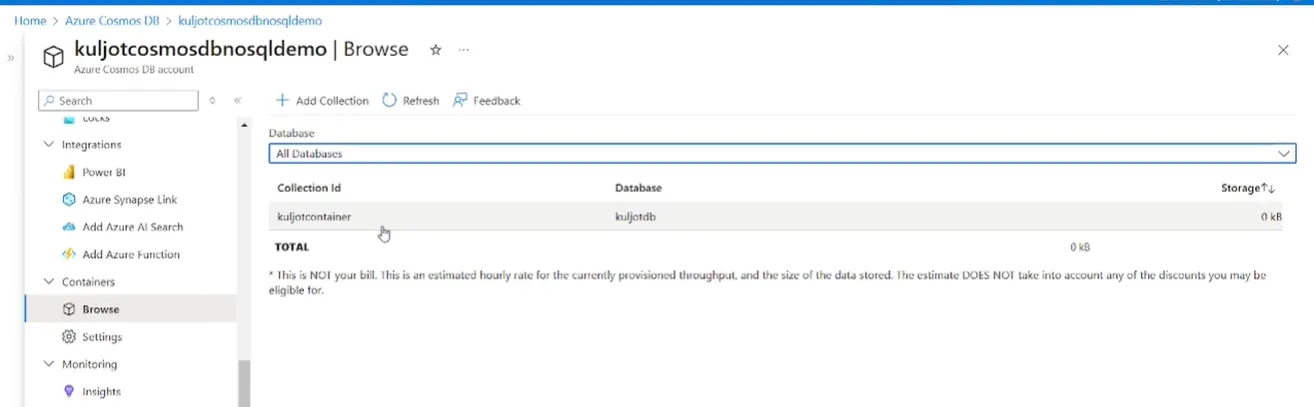 Home > Azure Cosmos DB > kuljotcosmosdbnosqldemo
kuljotcosmosdbnosqldemo | Browse
Azure Cosmos DB account
Search
Add Collection Refresh Feedback
Locks
Integrations
Power BI
Azure Synapse Link
Add Azure AI Search
Add Azure Function
Containers
Browse
Settings
Monitoring
Insights
Database
All Databases
Collection Id Database Storage↑↓
kuljotcontainer kuljotdb 0 kB
TOTAL 0 kB
* This is NOT your bill. This is an estimated hourly rate for the currently provisioned throughput, and the size of the data stored. The estimate DOES NOT take into account any of the discounts you may be
eligible for.